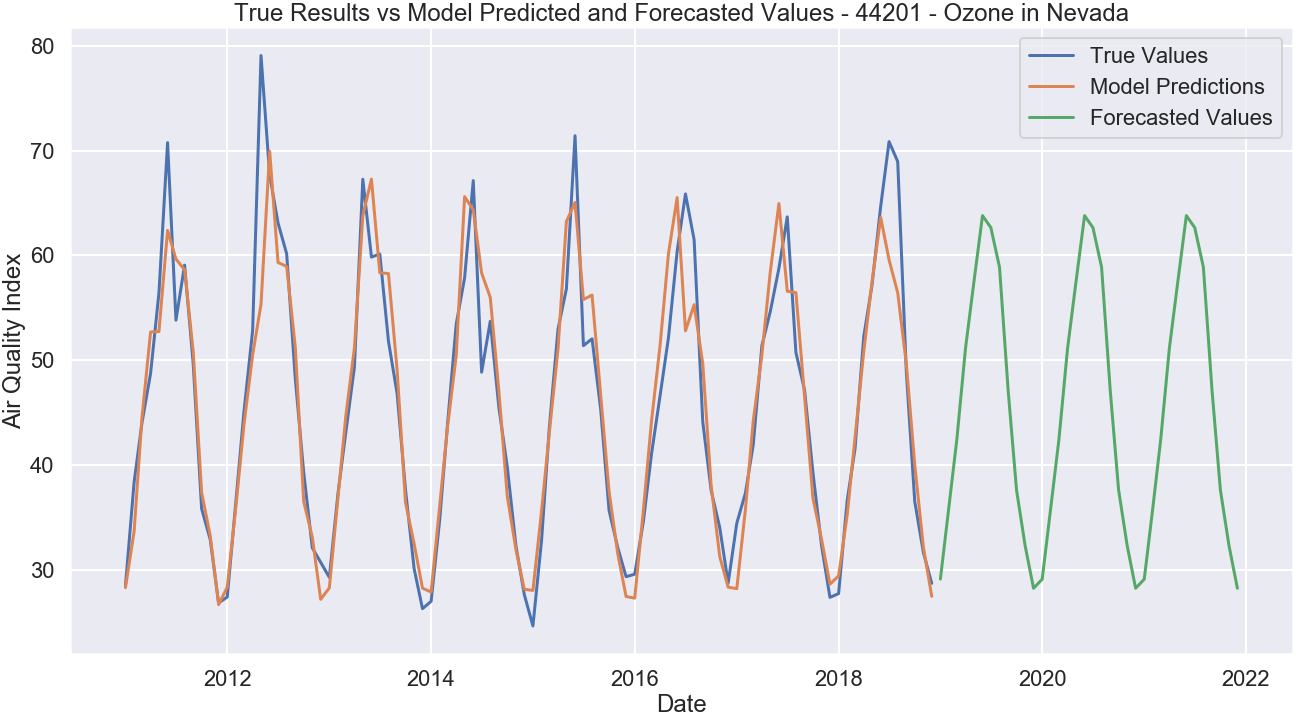 True Results vs Model Predicted and Forecasted Values - 44201 - Ozone in Nevada
True Values
Model Predictions
Forecasted Values
Air Quality Index
80
70
60
50
40
30
2012 2014 2016 2018 2020 2022
Date